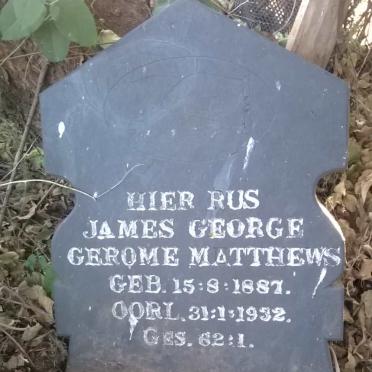 HIER RUS
JAMES GEORGE
GEROME MATTHEWS
GEB. 15:8:1887.
OORL. 31:1:1932.
GES. 62:1.